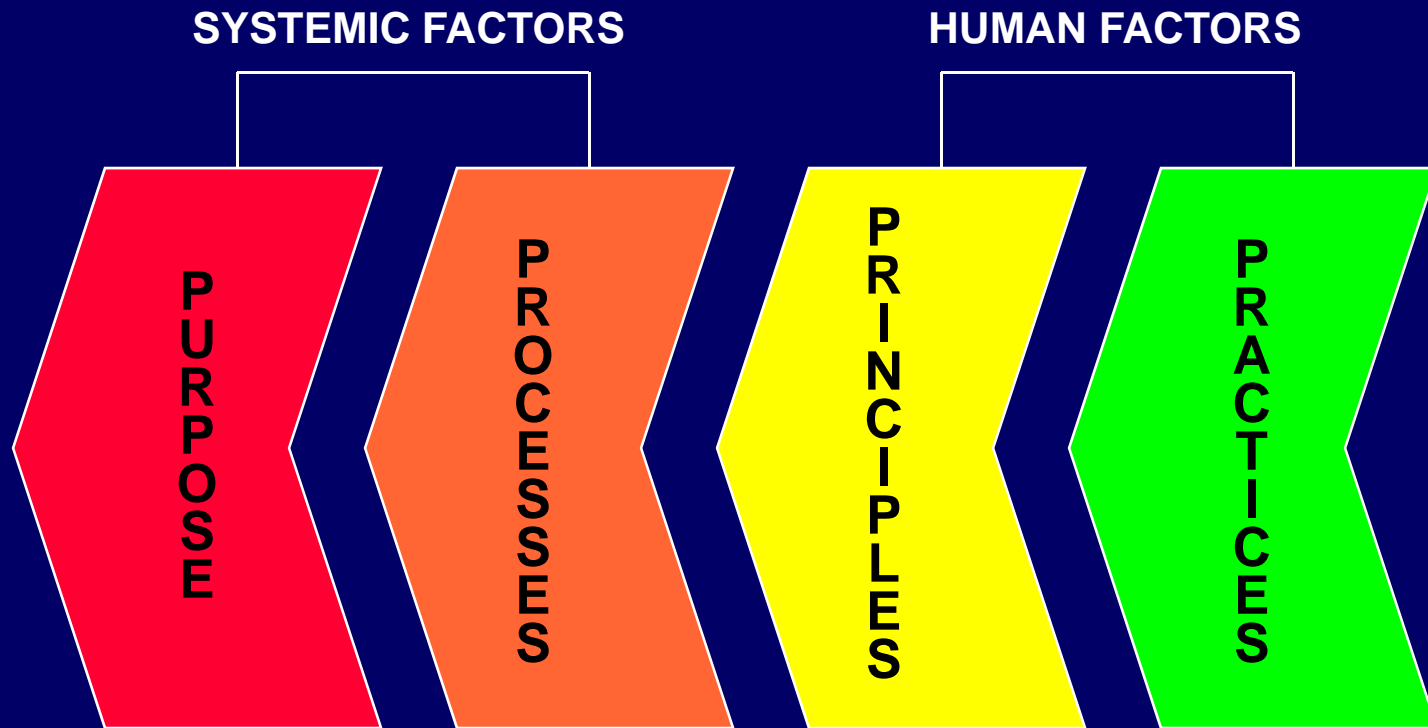 SYSTEMIC FACTORS
HUMAN FACTORS
PURPOSE
PROCESSES
PRINCIPLES
PRACTICES